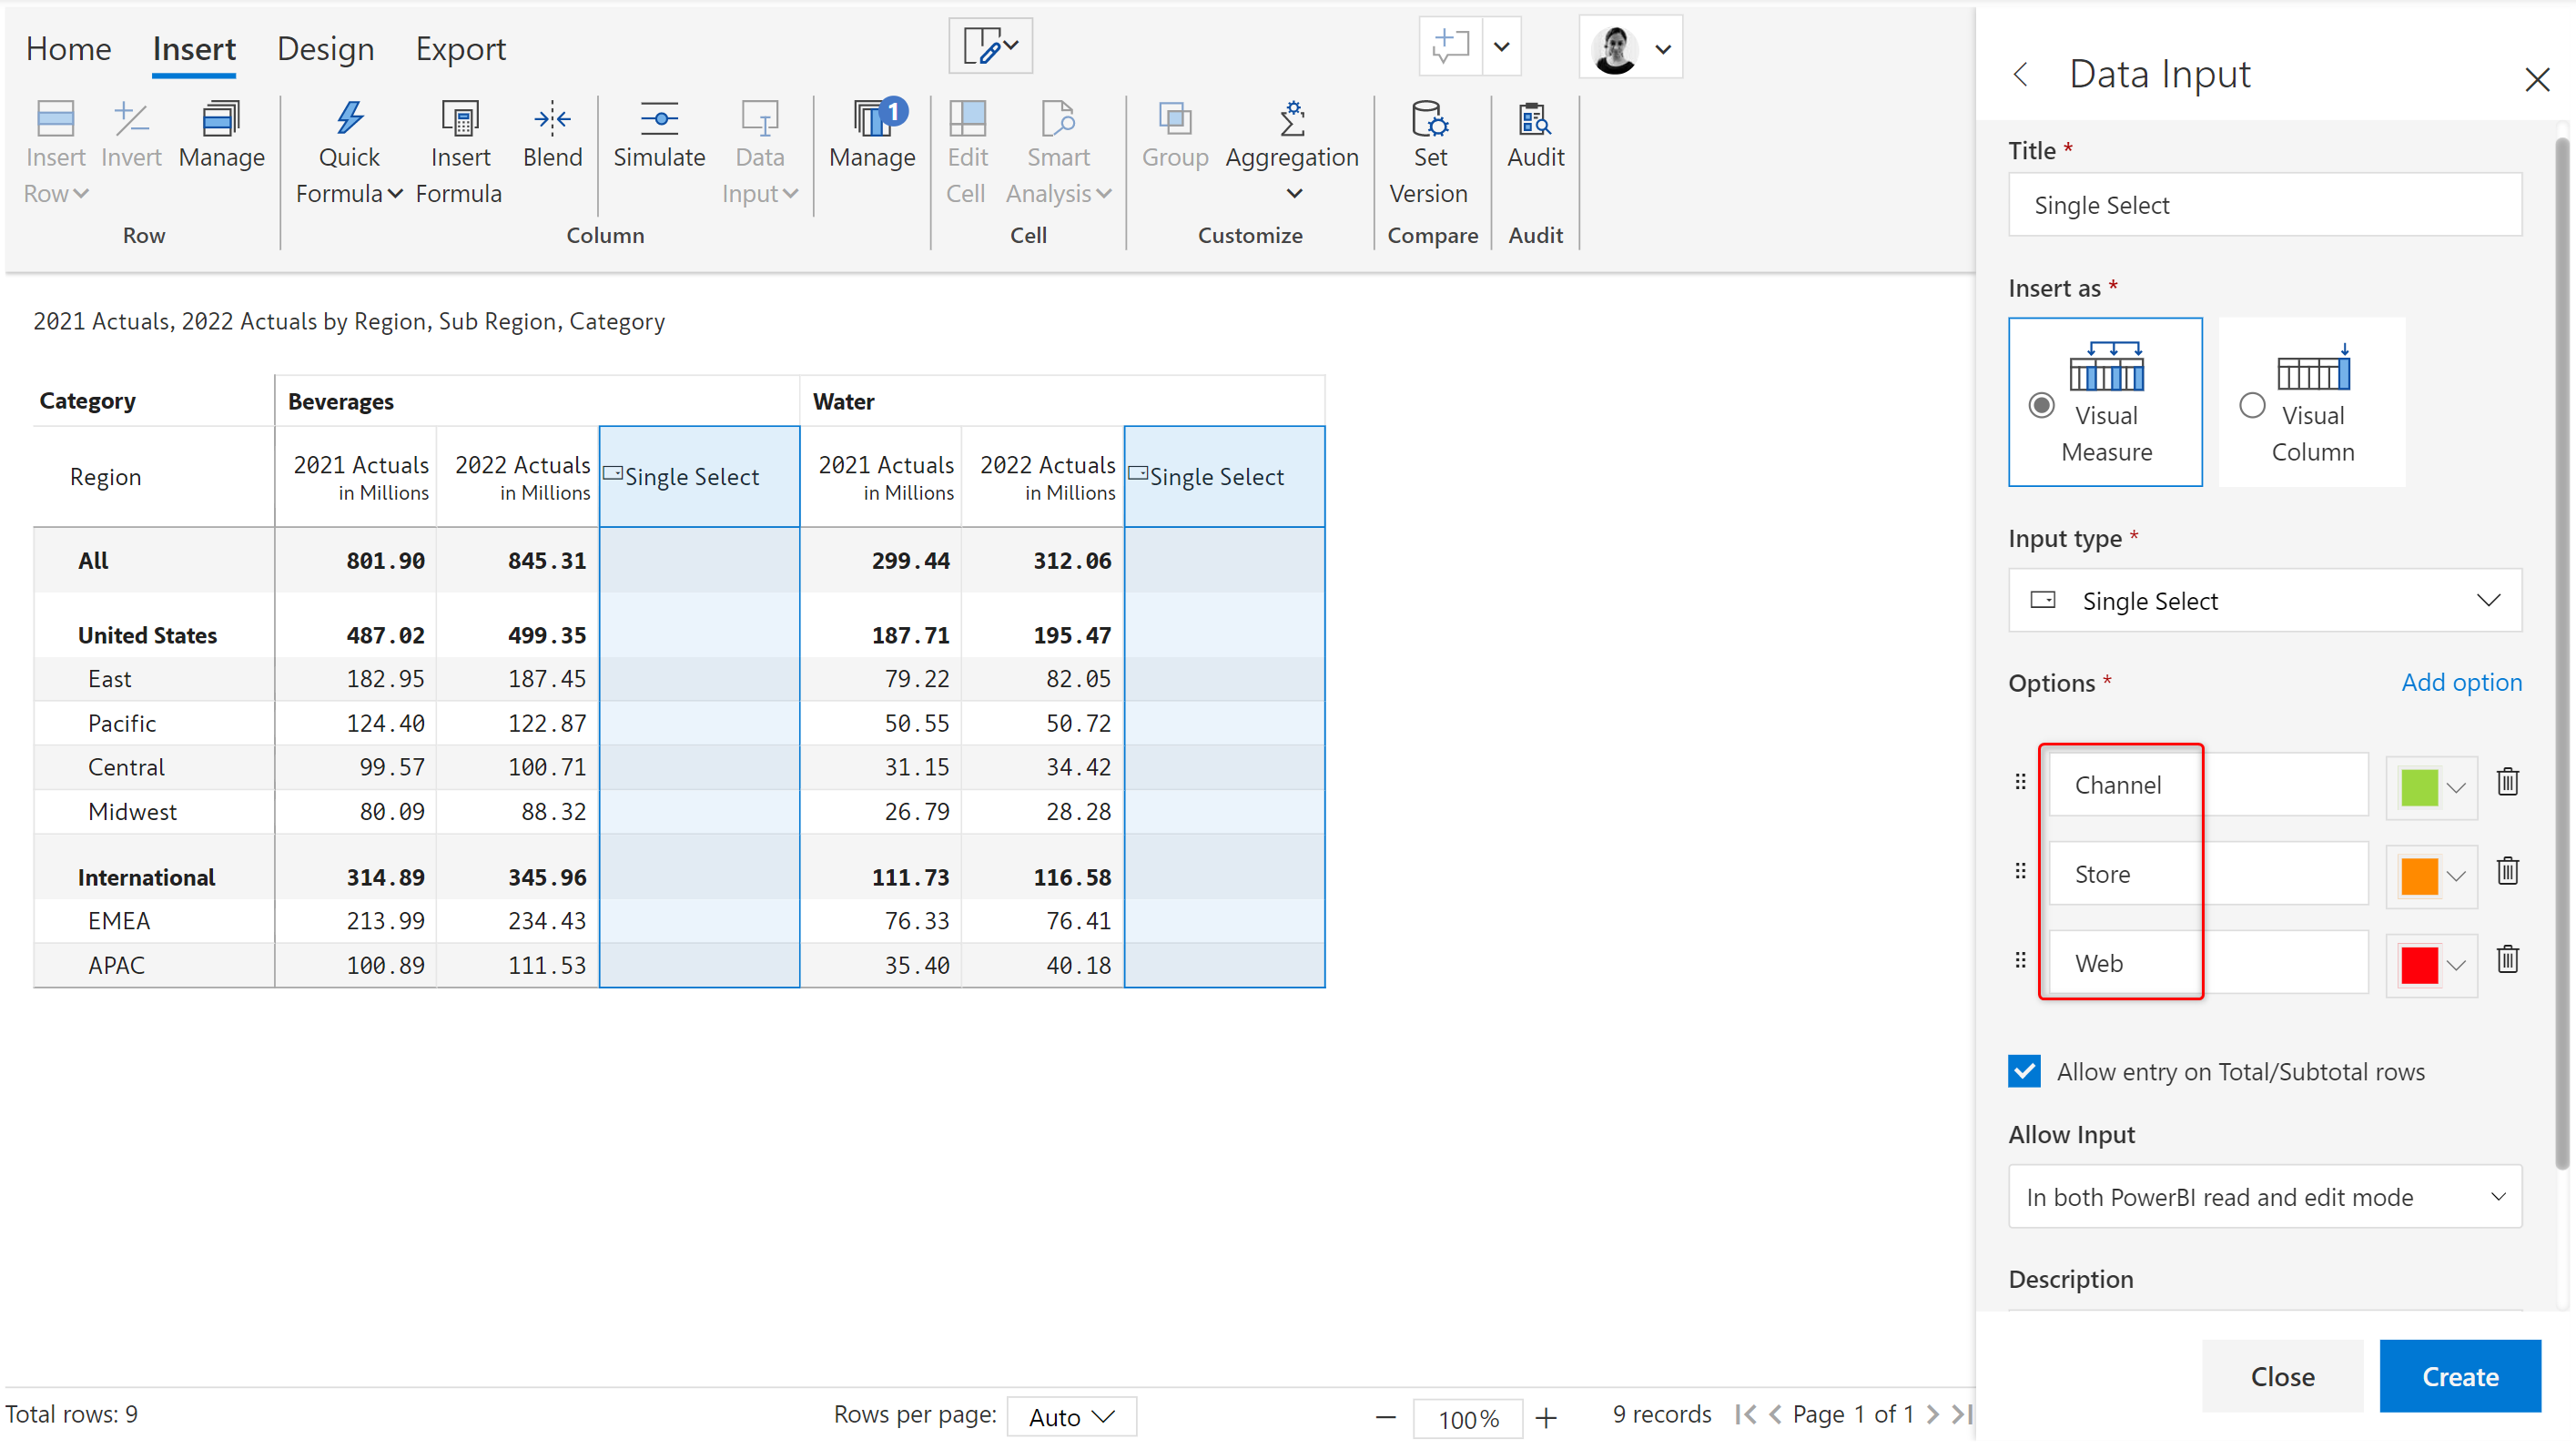 Home Insert Design Export
Insert Row Invert Manage Quick Formula Insert Formula Blend Simulate Data Input Manage 1 Edit Cell Smart Analysis Group Aggregation Set Version Audit
Row Column Cell Customize Compare Audit
2021 Actuals, 2022 Actuals by Region, Sub Region, Category
Category Beverages Water
Region 2021 Actuals in Millions 2022 Actuals in Millions Single Select 2021 Actuals in Millions 2022 Actuals in Millions Single Select
All 801.90 845.31 299.44 312.06
United States 487.02 499.35 187.71 195.47
East 182.95 187.45 79.22 82.05
Pacific 124.40 122.87 50.55 50.72
Central 99.57 100.71 31.15 34.42
Midwest 80.09 88.32 26.79 28.28
International 314.89 345.96 111.73 116.58
EMEA 213.99 234.43 76.33 76.41
APAC 100.89 111.53 35.40 40.18
Total rows: 9 Rows per page: Auto 100% 9 records Page 1 of 1
Data Input
Title *
Single Select
Insert as *
Visual Measure
Visual Column
Input type *
Single Select
Options * Add option
Channel
Store
Web
Allow entry on Total/Subtotal rows
Allow Input
In both PowerBI read and edit mode
Description
Close Create